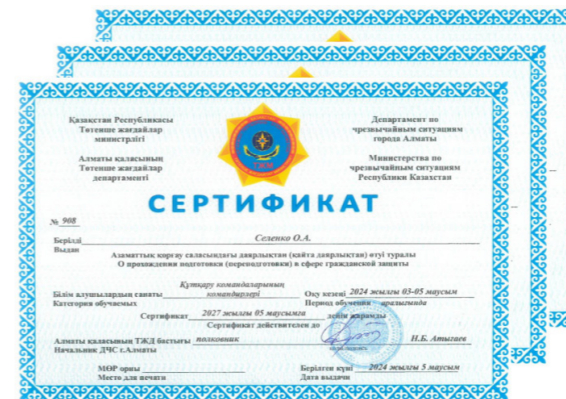 Қазақстан Республикасы
Төтенше жағдайлар
министрлігі
Алматы қаласының
Төтенше жағдайлар
департаменті
Департамент по
чрезвычайным ситуациям
города Алматы
Министерства по
чрезвычайным ситуациям
Республики Казахстан
ТЖМ
СЕРТИФИКАТ
№ 908
Берілді Селенко О.А.
Выдан
Азаматтық қорғау саласындағы даярлықтан (қайта даярлықтан) өтуі туралы
О прохождении подготовки (переподготовки) в сфере гражданской защиты
Құтқару командаларының
Білім алушылардың санаты командирлері Оқу кезеңі 2024 жылғы 03-05 маусым
Категория обучаемых Период обучения аралығында
Сертификат 2027 жылғы 05 маусымға дейін жарамды
Сертификат действителен до
Алматы қаласының ТЖД бастығы полковник Н.Б. Атығаев
Начальник ДЧС г.Алматы
МӨР орны Берілген күні 2024 жылғы 5 маусым
Место для печати Дата выдачи